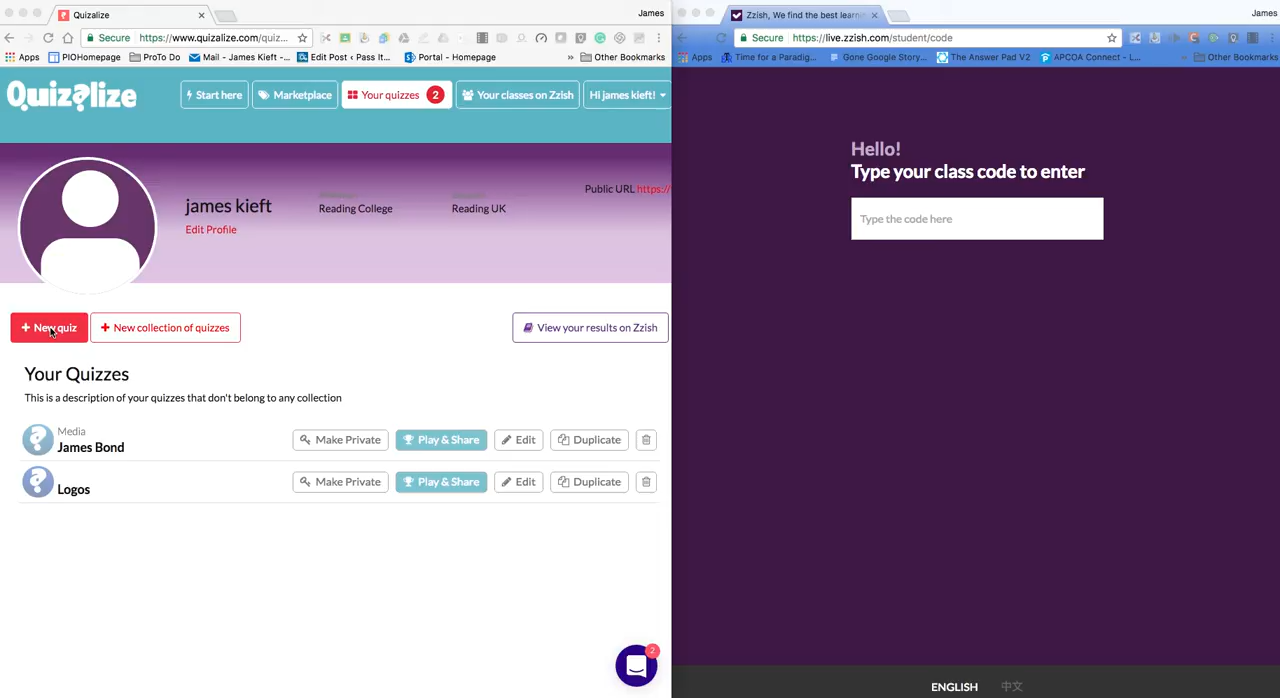 Quizalize
James
Secure https://www.quizalize.com/quiz...
Apps PIOHomepage ProTo Do Mail - James Kieft -... Edit Post ‹ Pass It... Portal - Homepage » Other Bookmarks
Quizalize
Start here Marketplace Your quizzes 2 Your classes on Zzish Hi james kieft!
Public URL https://
james kieft
Reading College Reading UK
Edit Profile
+ New quiz + New collection of quizzes View your results on Zzish
Your Quizzes
This is a description of your quizzes that don't belong to any collection
Media
James Bond
Make Private Play & Share Edit Duplicate
Logos
Make Private Play & Share Edit Duplicate
2
Zzish, We find the best learni
James
Secure https://live.zzish.com/student/code
Apps Time for a Paradig... Gone Google Story... The Answer Pad V2 APCOA Connect - L... » Other Bookmarks
Hello!
Type your class code to enter
Type the code here
ENGLISH 中文